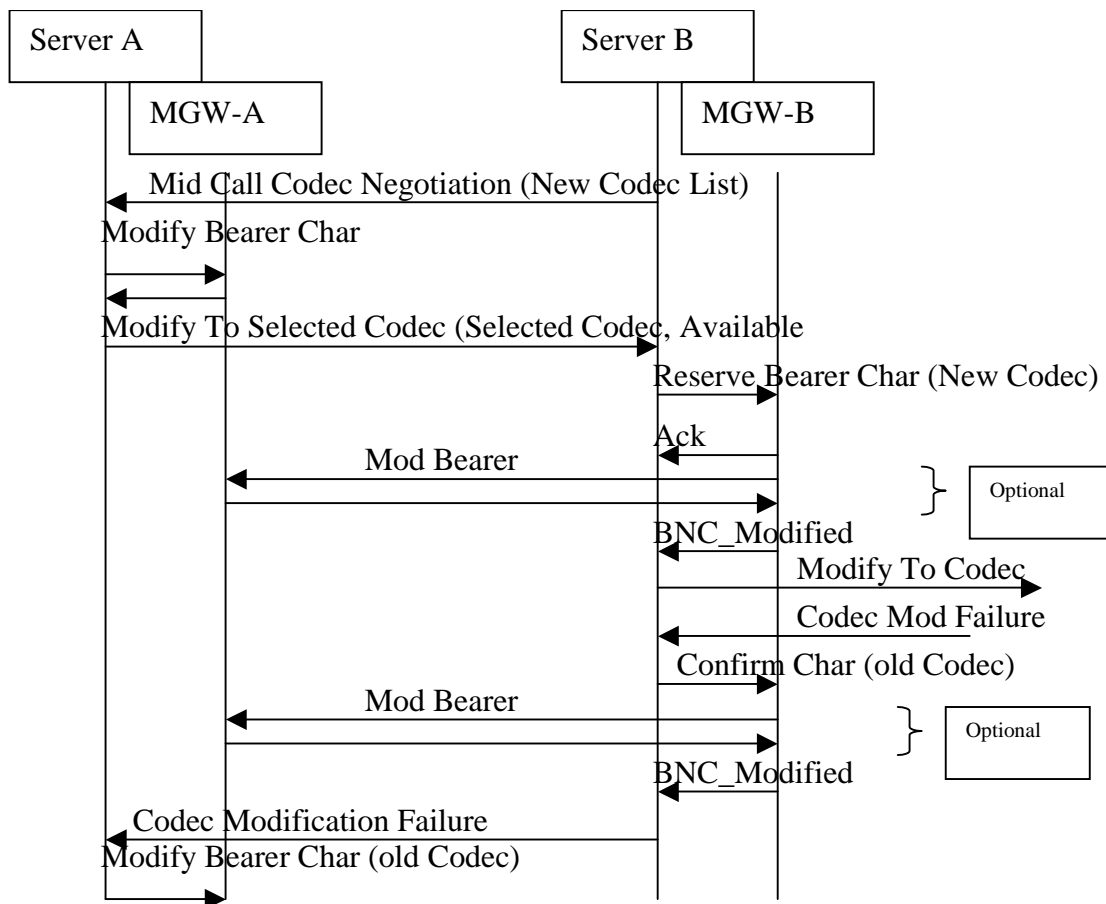 Server A
Server B
MGW-A
MGW-B
Mid Call Codec Negotiation (New Codec List)
Modify Bearer Char
Modify To Selected Codec (Selected Codec, Available
Reserve Bearer Char (New Codec)
Ack
Mod Bearer
Optional
BNC_Modified
Modify To Codec
Codec Mod Failure
Confirm Char (old Codec)
Mod Bearer
Optional
BNC_Modified
Codec Modification Failure
Modify Bearer Char (old Codec)